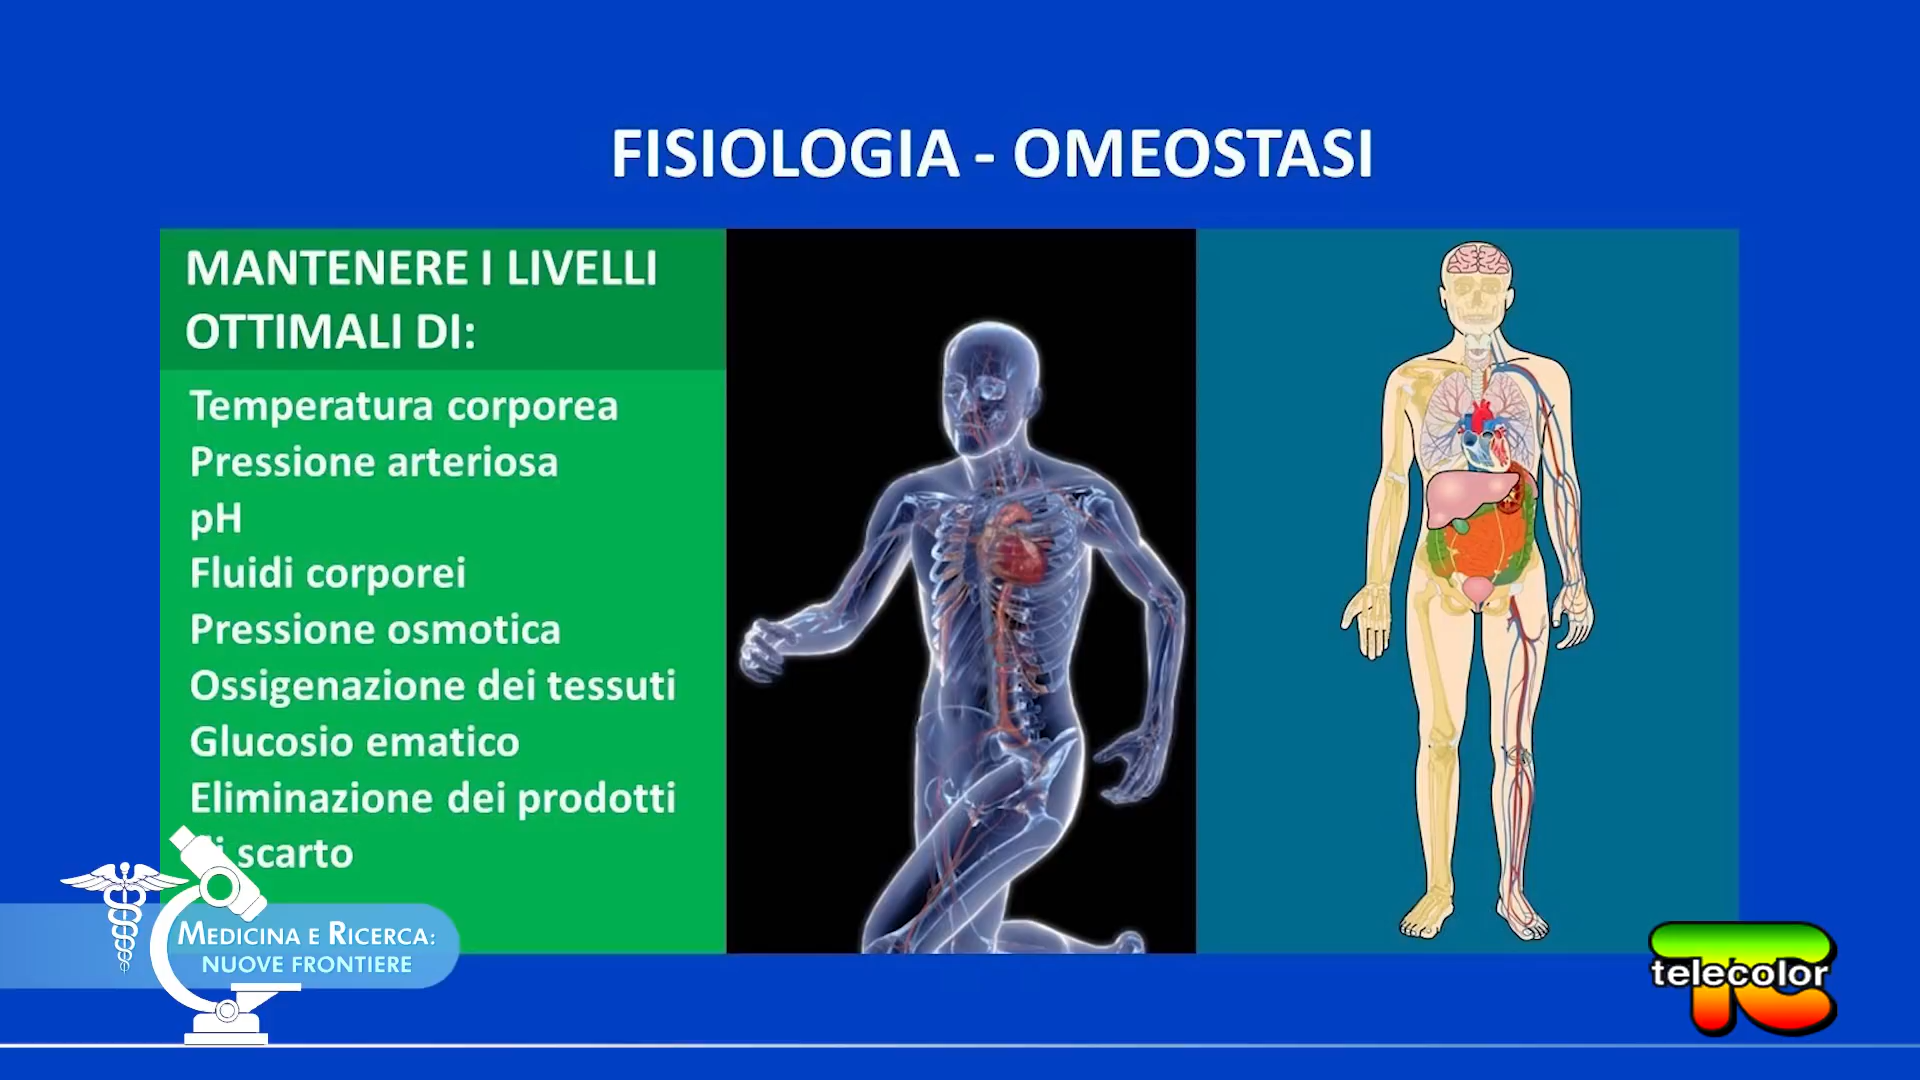 FISIOLOGIA - OMEOSTASI
MANTENERE I LIVELLI
OTTIMALI DI:
Temperatura corporea
Pressione arteriosa
pH
Fluidi corporei
Pressione osmotica
Ossigenazione dei tessuti
Glucosio ematico
Eliminazione dei prodotti
scarto
MEDICINA E RICERCA:
NUOVE FRONTIERE
telecolor
TC